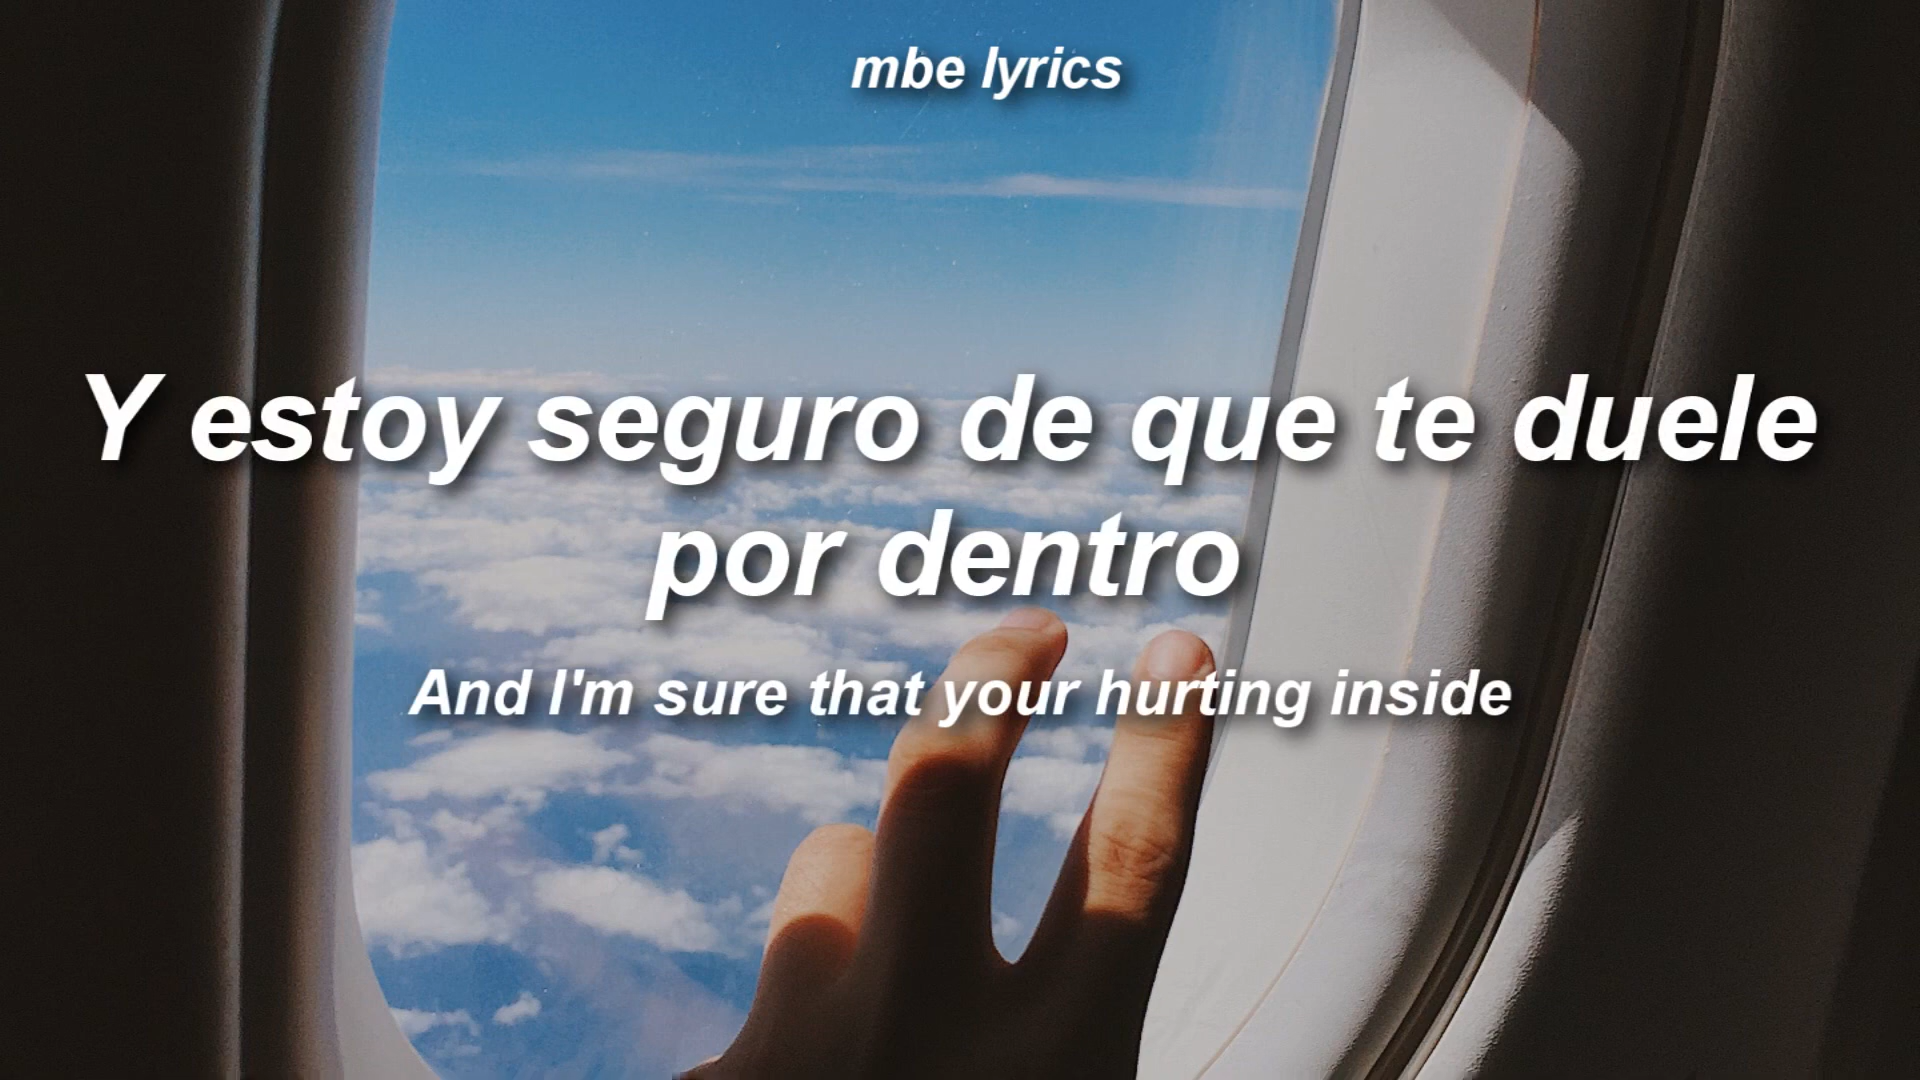 mbe lyrics
Y estoy seguro de que te duele
por dentro
And I'm sure that your hurting inside